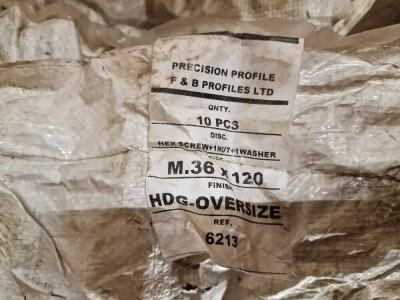 PRECISION PROFILE
F & B PROFILES LTD
QNTY.
10 PCS
DISC.
HEX SCREW+1NUT+1WASHER
SIZE
M.36 x 120
FINISH
HDG-OVERSIZE
REF.
6213